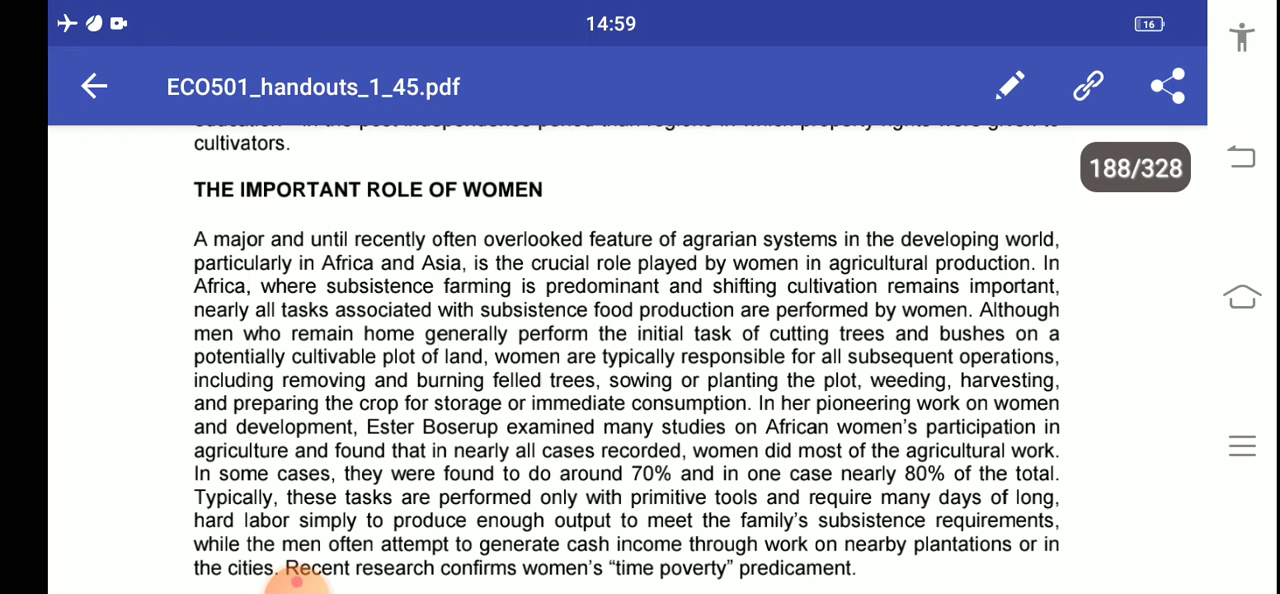 14:59
16
ECO501_handouts_1_45.pdf
cultivators.
188/328
THE IMPORTANT ROLE OF WOMEN
A major and until recently often overlooked feature of agrarian systems in the developing world,
particularly in Africa and Asia, is the crucial role played by women in agricultural production. In
Africa, where subsistence farming is predominant and shifting cultivation remains important,
nearly all tasks associated with subsistence food production are performed by women. Although
men who remain home generally perform the initial task of cutting trees and bushes on a
potentially cultivable plot of land, women are typically responsible for all subsequent operations,
including removing and burning felled trees, sowing or planting the plot, weeding, harvesting,
and preparing the crop for storage or immediate consumption. In her pioneering work on women
and development, Ester Boserup examined many studies on African women’s participation in
agriculture and found that in nearly all cases recorded, women did most of the agricultural work.
In some cases, they were found to do around 70% and in one case nearly 80% of the total.
Typically, these tasks are performed only with primitive tools and require many days of long,
hard labor simply to produce enough output to meet the family’s subsistence requirements,
while the men often attempt to generate cash income through work on nearby plantations or in
the cities. Recent research confirms women’s “time poverty” predicament.